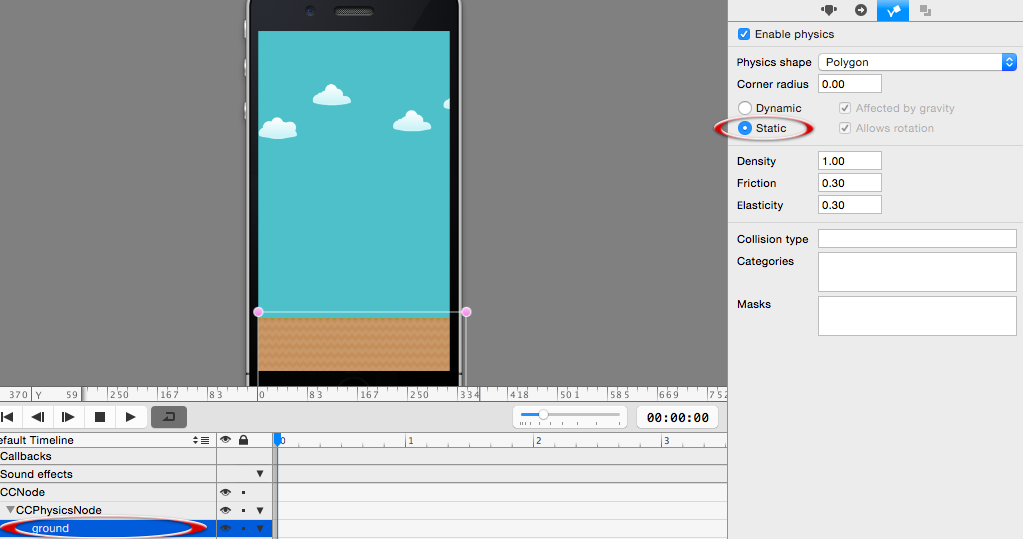 Enable physics
Physics shape Polygon
Corner radius 0.00
Dynamic Affected by gravity
Static Allows rotation
Density 1.00
Friction 0.30
Elasticity 0.30
Collision type
Categories
Masks
370 Y 59 250 167 83 0 83 167 250 334 418 501 585 669 752
00:00:00
efault Timeline 0 1 2 3
Callbacks
Sound effects
CCNode
CCPhysicsNode
ground